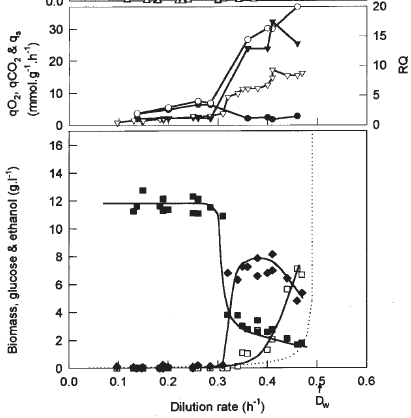 0.0
qO2, qCO2 & qs
(mmol.g-1.h-1)
30
20
10
0
20
15
10
5
0
RQ
Biomass, glucose & ethanol (g.l-1)
16
14
12
10
8
6
4
2
0
0.0 0.1 0.2 0.3 0.4 0.5 0.6
Dw
Dilution rate (h-1)